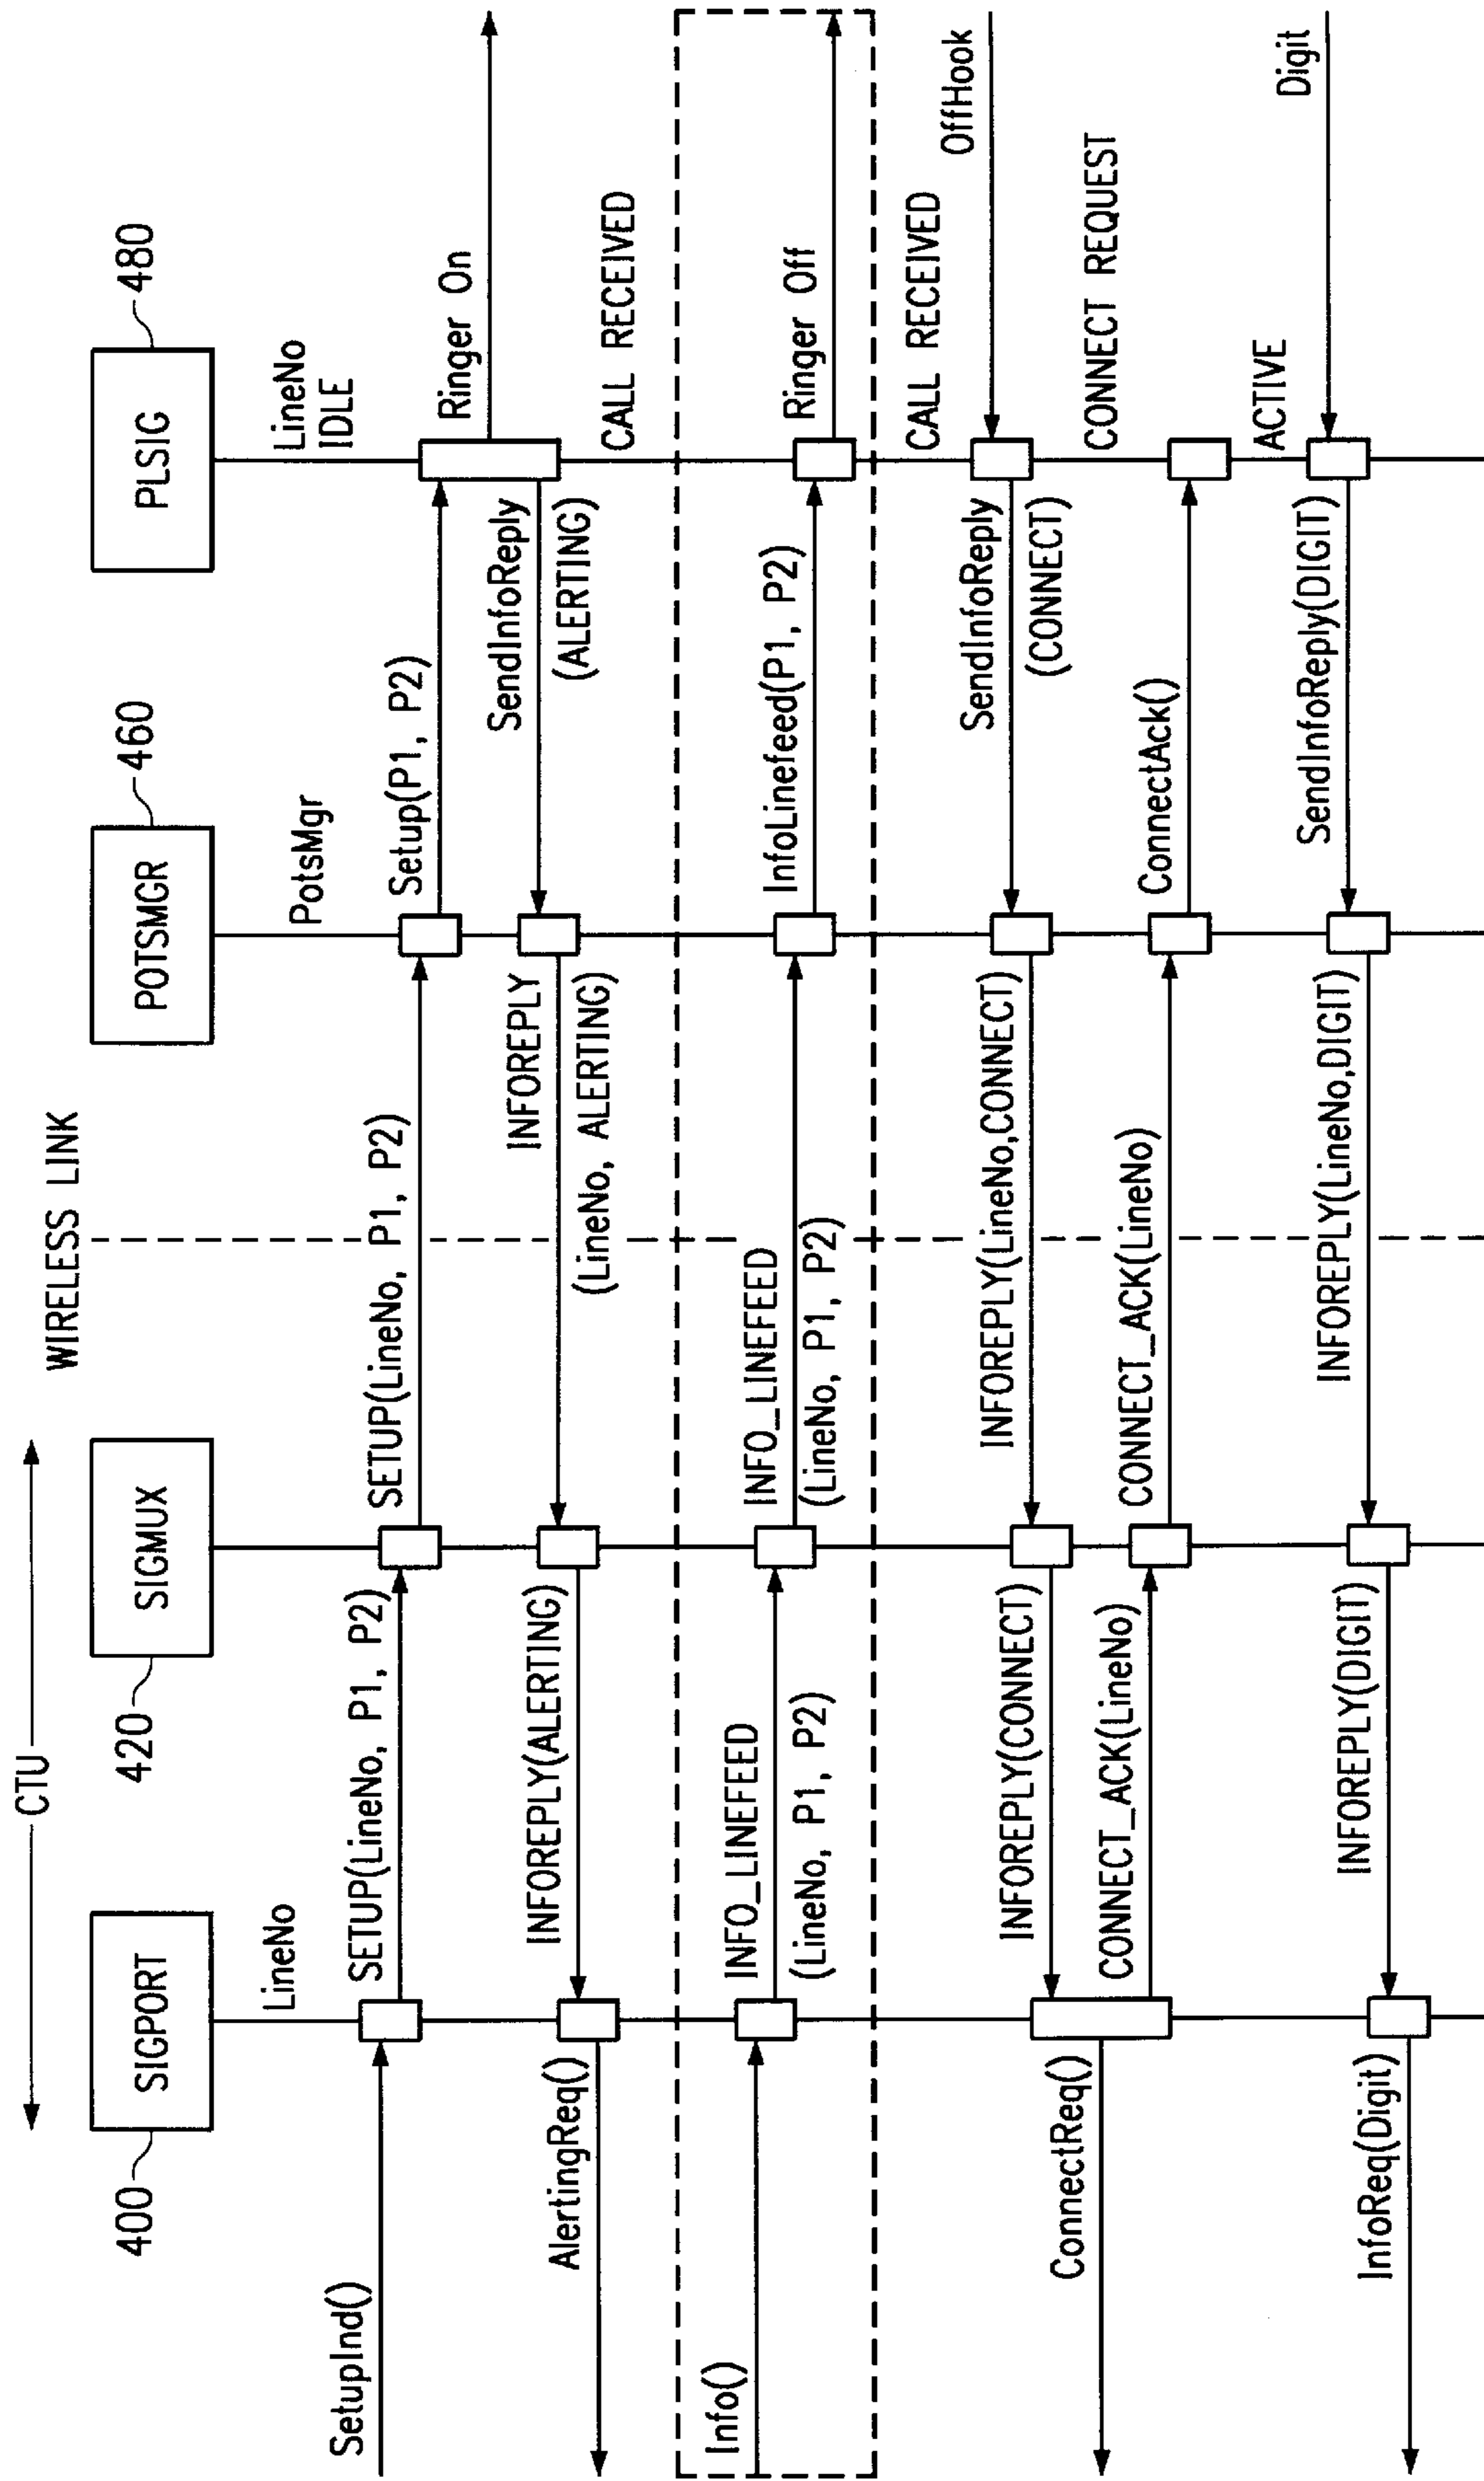 CTU
WIRELESS LINK
400
SIGPORT
420
SIGMUX
POTSMGR
460
PLSIG
480
LineNo
PotsMgr
LineNo
IDLE
SetupInd()
SETUP(LineNo, P1, P2)
SETUP(LineNo, P1, P2)
Setup(P1, P2)
Ringer On
AlertingReq()
INFOREPLY(ALERTING)
INFOREPLY
(LineNo, ALERTING)
SendInfoReply
(ALERTING)
CALL RECEIVED
Info()
INFO_LINEFEED
(LineNo, P1, P2)
INFO_LINEFEED
(LineNo, P1, P2)
InfoLinefeed(P1, P2)
Ringer Off
CALL RECEIVED
OffHook
ConnectReq()
INFOREPLY(CONNECT)
INFOREPLY(LineNo,CONNECT)
SendInfoReply
(CONNECT)
CONNECT REQUEST
CONNECT_ACK(LineNo)
CONNECT_ACK(LineNo)
ConnectAck()
ACTIVE
Digit
InfoReq(Digit)
INFOREPLY(DIGIT)
INFOREPLY(LineNo,DIGIT)
SendInfoReply(DIGIT)